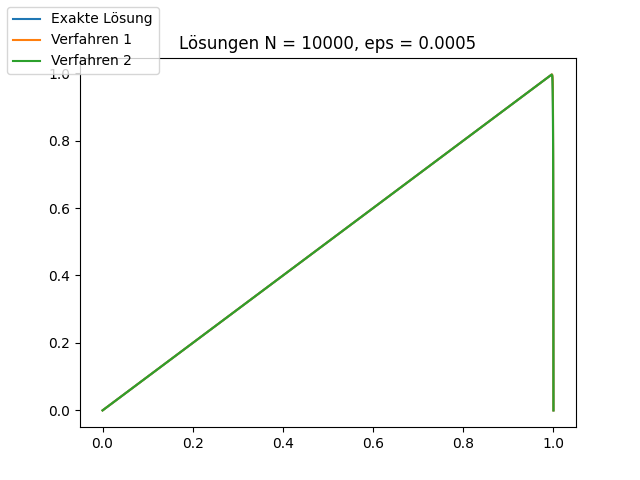 Exakte Lösung
Verfahren 1
Verfahren 2
Lösungen N = 10000, eps = 0.0005
1.0
0.8
0.6
0.4
0.2
0.0
0.0 0.2 0.4 0.6 0.8 1.0